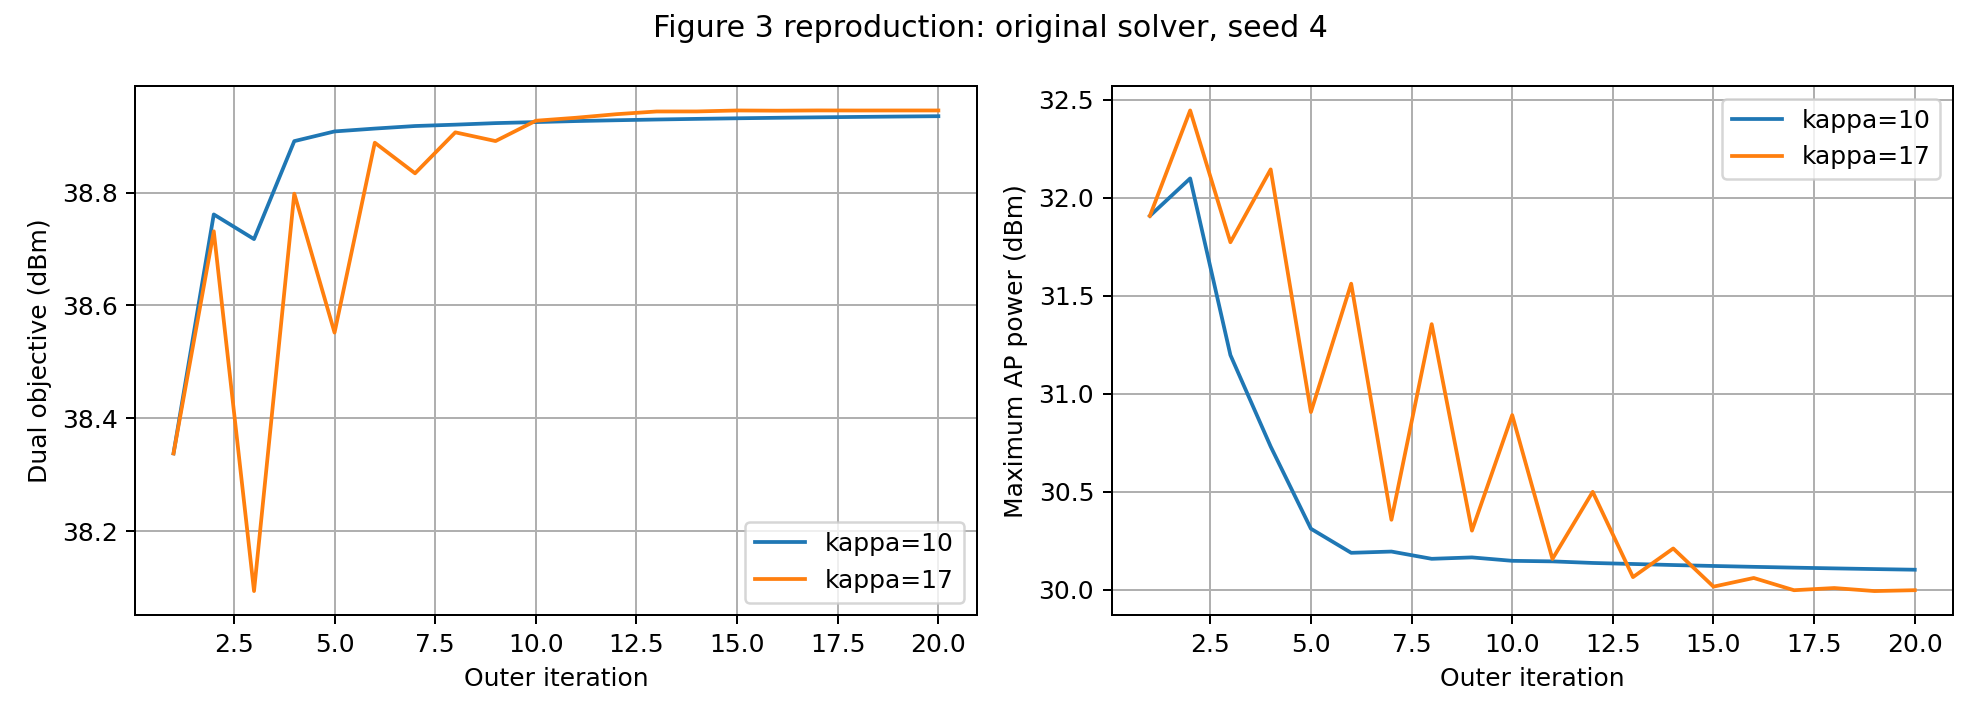 Figure 3 reproduction: original solver, seed 4
Dual objective (dBm)
38.8
38.6
38.4
38.2
2.5 5.0 7.5 10.0 12.5 15.0 17.5 20.0
Outer iteration
kappa=10
kappa=17
Maximum AP power (dBm)
32.5
32.0
31.5
31.0
30.5
30.0
2.5 5.0 7.5 10.0 12.5 15.0 17.5 20.0
Outer iteration
kappa=10
kappa=17